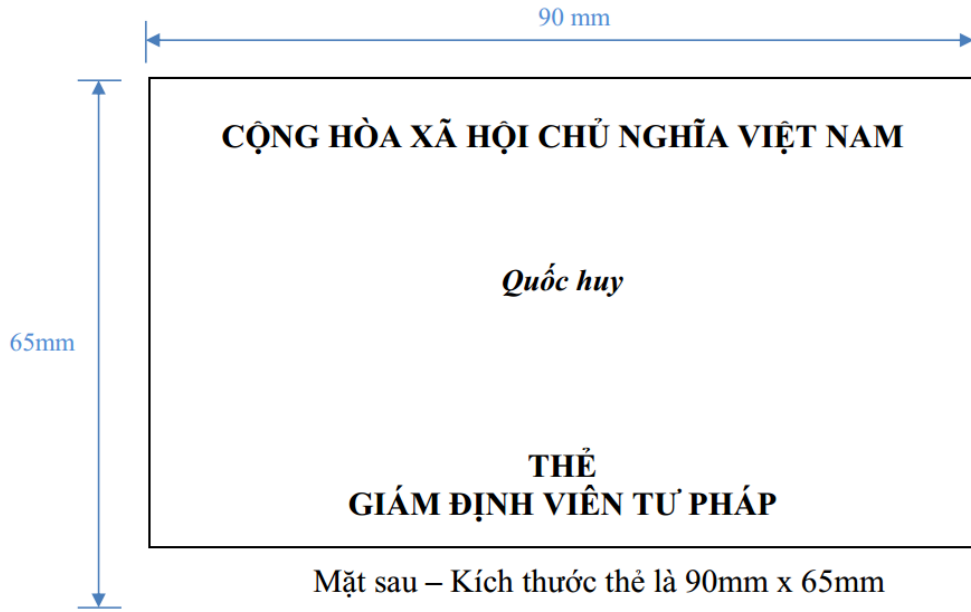 90 mm
CỘNG HÒA XÃ HỘI CHỦ NGHĨA VIỆT NAM
Quốc huy
65mm
THẺ
GIÁM ĐỊNH VIÊN TƯ PHÁP
Mặt sau – Kích thước thẻ là 90mm x 65mm